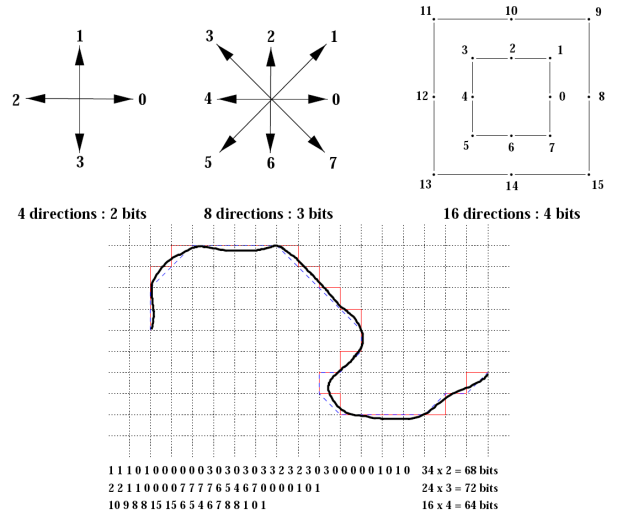 11 10 9
1
3 2 1
3 2 1
2 0
4 0
12 4 0 8
3
5 6 7
5 6 7
13 14 15
4 directions : 2 bits 8 directions : 3 bits 16 directions : 4 bits
1 1 1 0 1 0 0 0 0 0 0 3 0 3 0 3 0 3 3 2 3 2 3 0 3 0 0 0 0 0 1 0 1 0 34 x 2 = 68 bits
2 2 1 1 0 0 0 0 7 7 7 7 6 5 4 6 7 0 0 0 0 1 0 1 24 x 3 = 72 bits
10 9 8 8 15 15 6 5 4 6 7 8 8 1 0 1 16 x 4 = 64 bits